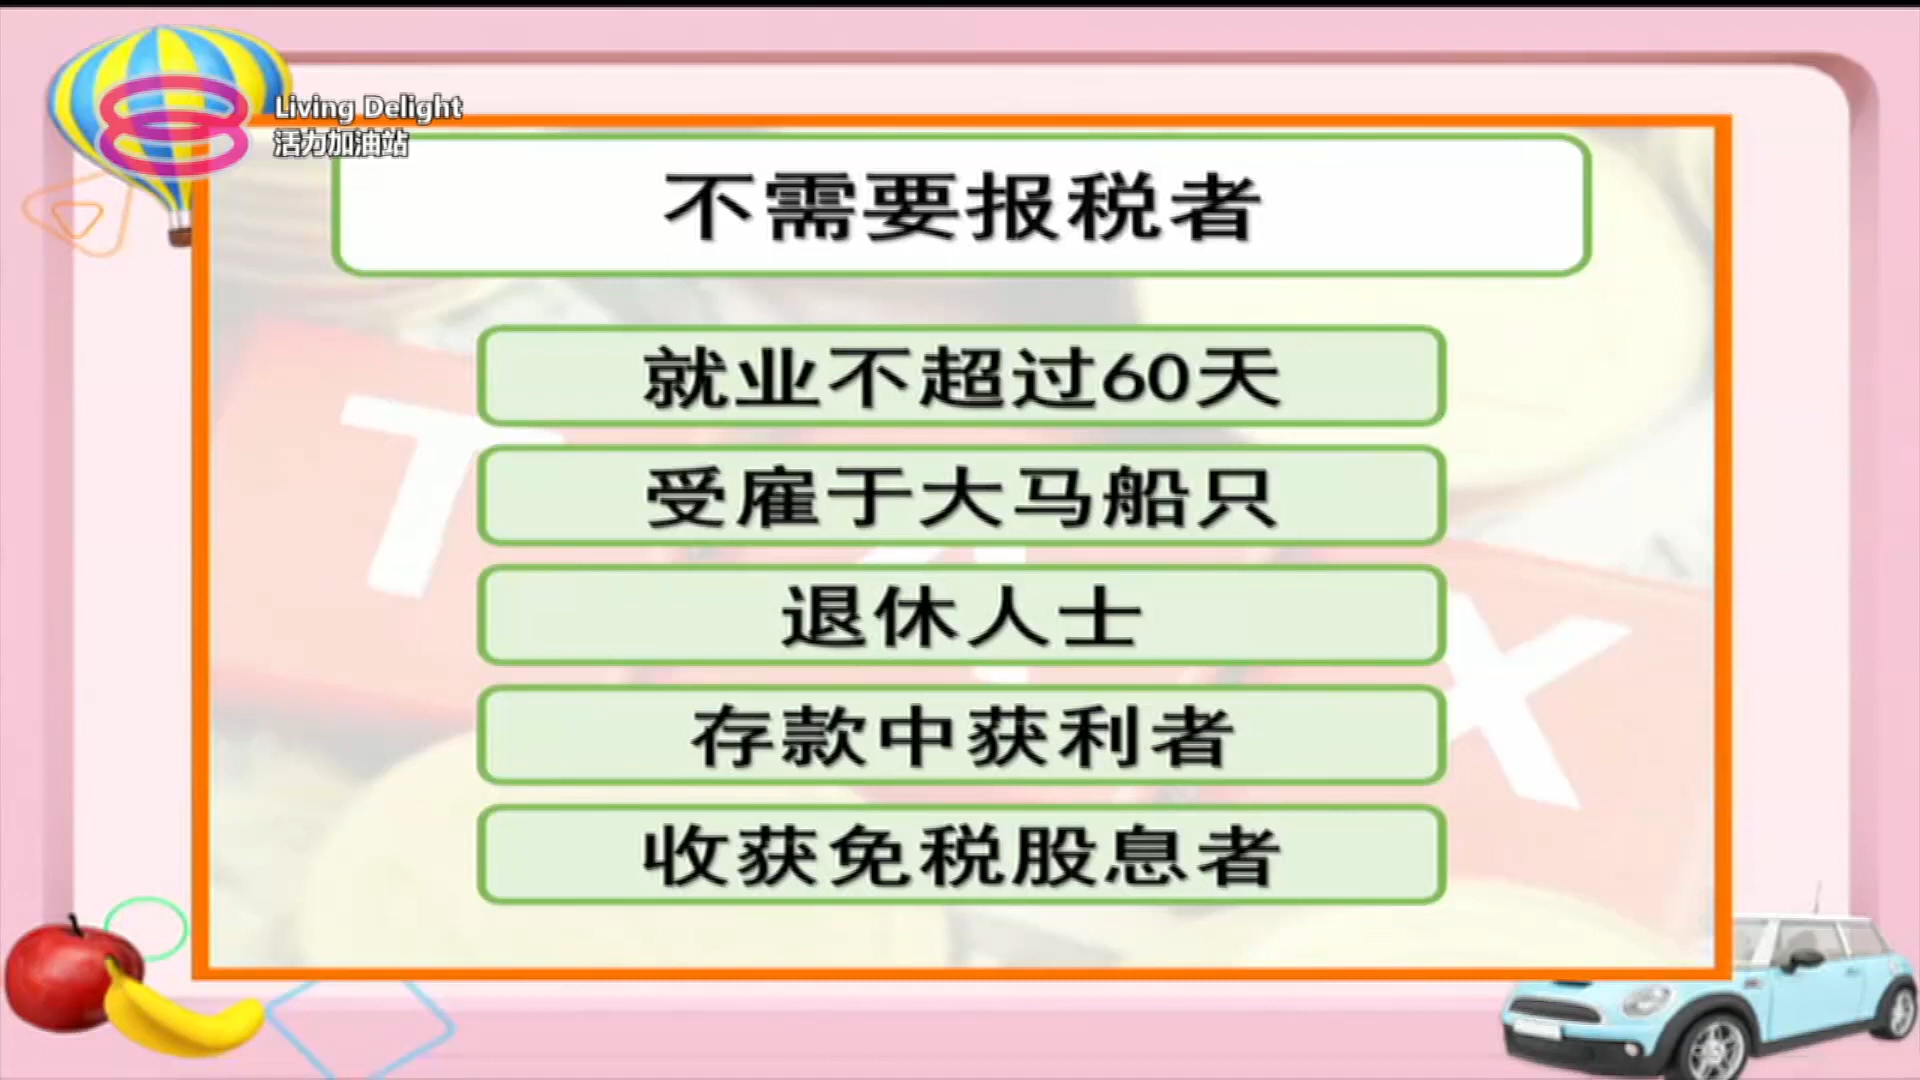 Living Delight
活力加油站
不需要报税者
就业不超过60天
受雇于大马船只
退休人士
存款中获利者
收获免税股息者
T A X